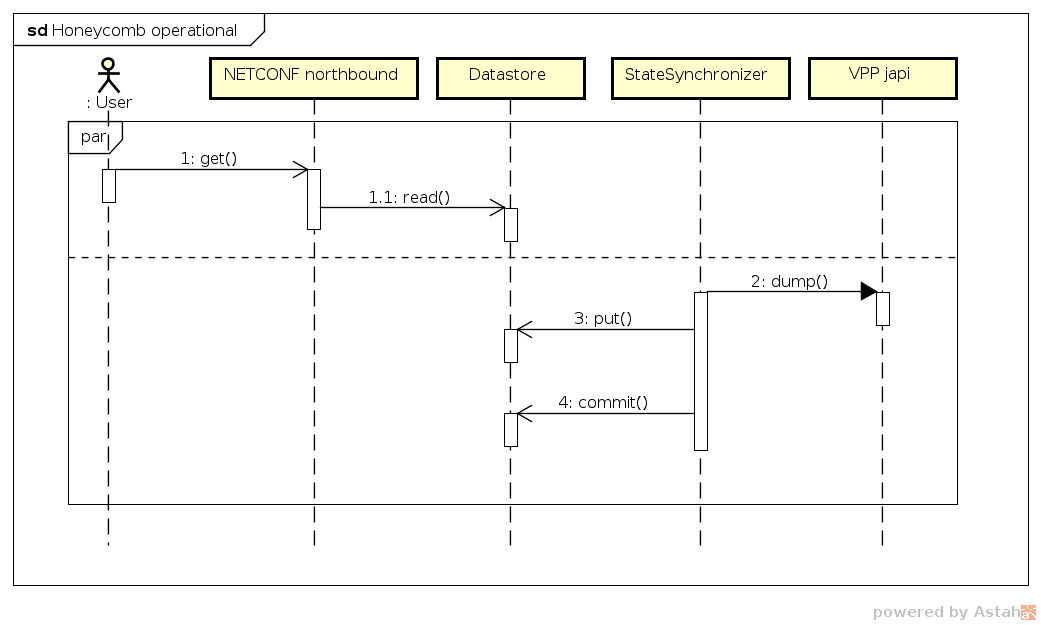 sd Honeycomb operational
: User
NETCONF northbound
Datastore
StateSynchronizer
VPP japi
par
1: get()
1.1: read()
2: dump()
3: put()
4: commit()
powered by Astah